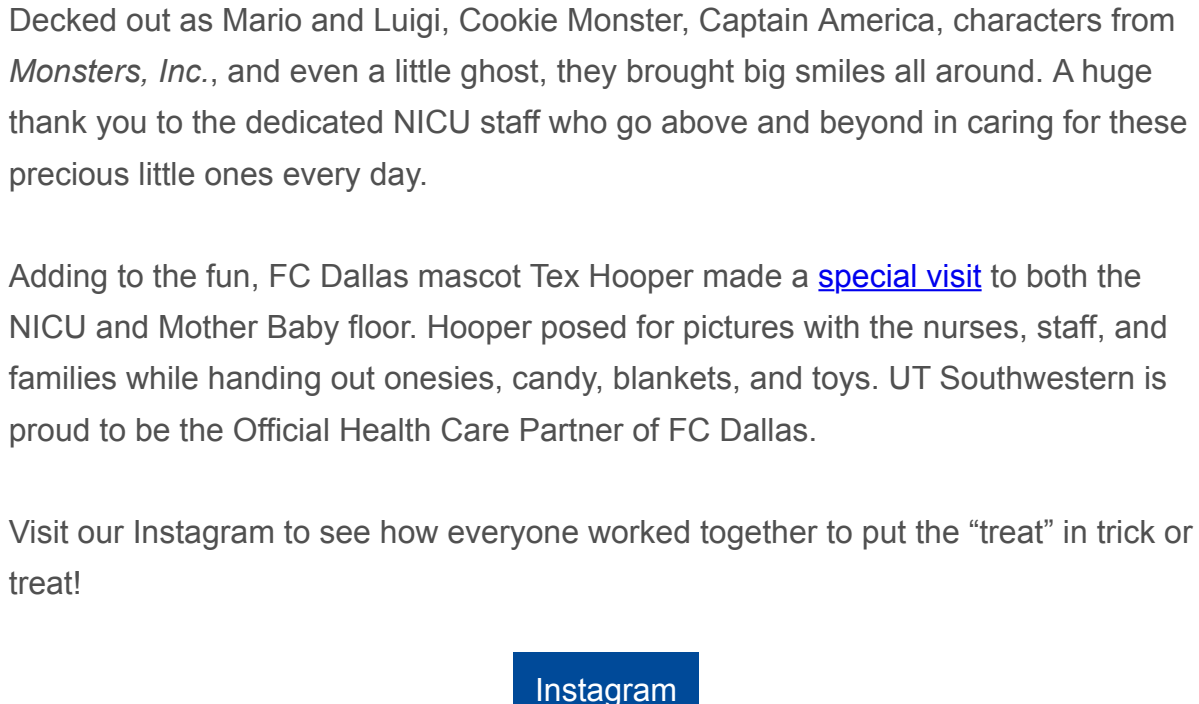 Decked out as Mario and Luigi, Cookie Monster, Captain America, characters from
Monsters, Inc., and even a little ghost, they brought big smiles all around. A huge
thank you to the dedicated NICU staff who go above and beyond in caring for these
precious little ones every day.
Adding to the fun, FC Dallas mascot Tex Hooper made a special visit to both the
NICU and Mother Baby floor. Hooper posed for pictures with the nurses, staff, and
families while handing out onesies, candy, blankets, and toys. UT Southwestern is
proud to be the Official Health Care Partner of FC Dallas.
Visit our Instagram to see how everyone worked together to put the “treat” in trick or
treat!
Instagram